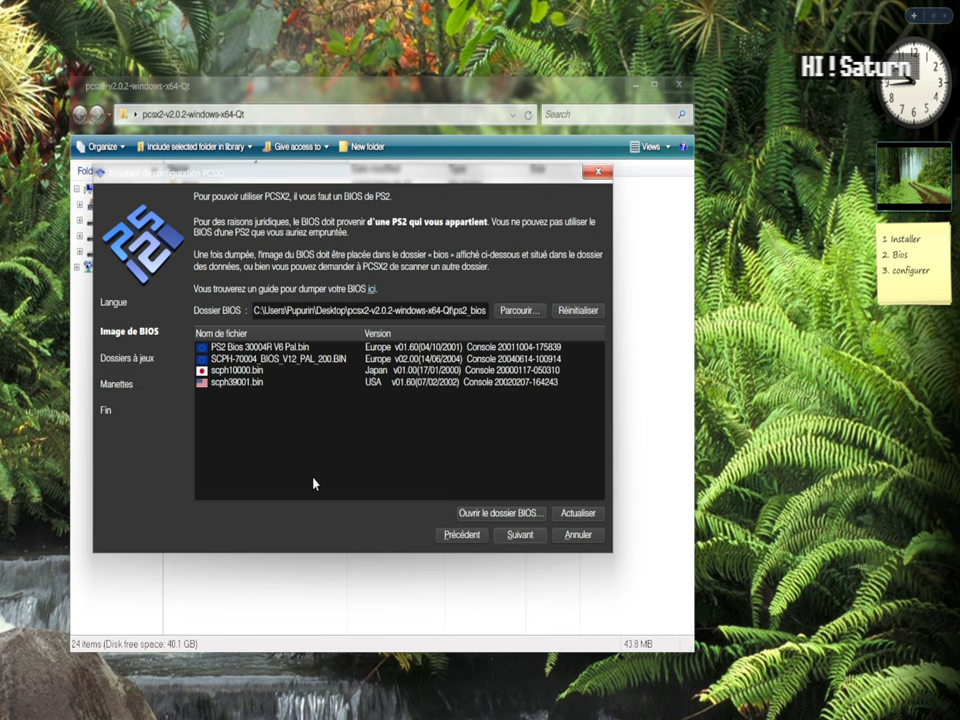 HI ! Saturn
pcsx2-v2.0.2-windows-x64-Qt
pcsx2-v2.0.2-windows-x64-Qt
Search
Organize
Include selected folder in library
Give access to
New folder
Views
Assistant de configuration PCSX2
Pour pouvoir utiliser PCSX2, il vous faut un BIOS de PS2.
Pour des raisons juridiques, le BIOS doit provenir d'une PS2 qui vous appartient. Vous ne pouvez pas utiliser le
BIOS d'une PS2 que vous auriez empruntée.
Une fois dumpée, l'image du BIOS doit être placée dans le dossier « bios » affiché ci-dessous et situé dans le dossier
des données, ou bien vous pouvez demander à PCSX2 de scanner un autre dossier.
Vous trouverez un guide pour dumper votre BIOS ici.
Dossier BIOS : C:\Users\Pupurin\Desktop\pcsx2-v2.0.2-windows-x64-Qt\ps2_bios Parcourir... Réinitialiser
Langue
Image de BIOS
Dossiers à jeux
Manettes
Fin
Nom de fichier Version
PS2 Bios 30004R V6 Pal.bin Europe v01.60(04/10/2001) Console 20011004-175839
SCPH-70004_BIOS_V12_PAL_200.BIN Europe v02.00(14/06/2004) Console 20040614-100914
scph10000.bin Japan v01.00(17/01/2000) Console 20000117-050310
scph39001.bin USA v01.60(07/02/2002) Console 20020207-164243
Ouvrir le dossier BIOS... Actualiser
Précédent Suivant Annuler
24 items (Disk free space: 40.1 GB) 43.8 MB
1 Installer
2. Bios
3. configurer